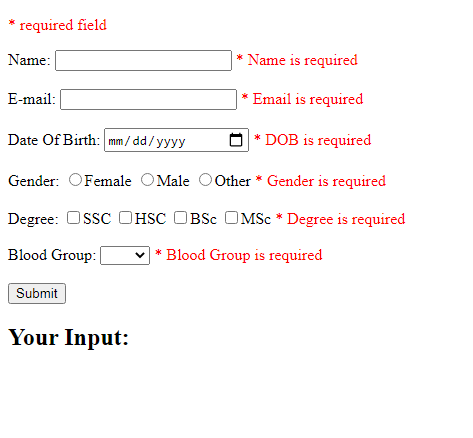 * required field
Name: * Name is required
E-mail: * Email is required
Date Of Birth: mm/dd/yyyy * DOB is required
Gender: Female Male Other * Gender is required
Degree: SSC HSC BSc MSc * Degree is required
Blood Group: * Blood Group is required
Submit
Your Input: